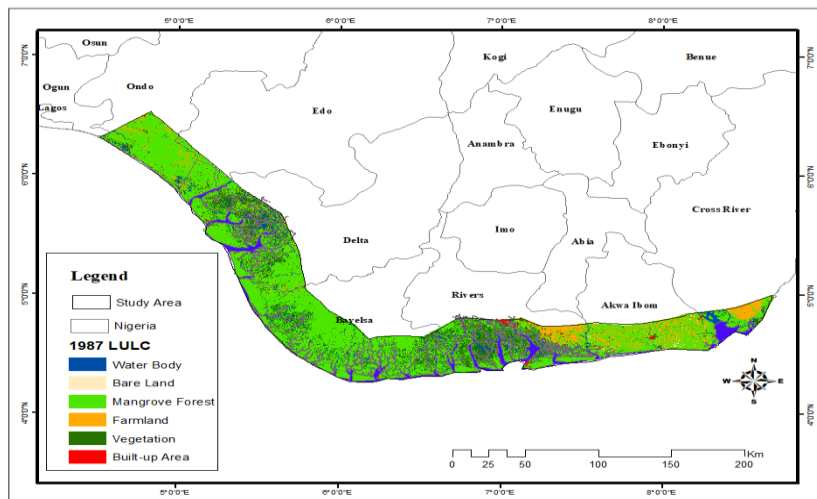 5°0'0"E 6°0'0"E 7°0'0"E 8°0'0"E
7°0'0"N 7°0'0"N
Osun
Kogi
Benue
Ogun
Ondo
Lagos
Edo
Enugu
Anambra
Ebonyi
6°0'0"N 6°0'0"N
Cross River
Imo
Delta
Abia
Rivers
Akwa Ibom
Bayelsa
5°0'0"N 5°0'0"N
Legend
Study Area
Nigeria
1987 LULC
Water Body
Bare Land
Mangrove Forest
Farmland
Vegetation
Built-up Area
N
W E
S
4°0'0"N 4°0'0"N
Km
0 25 50 100 150 200
5°0'0"E 6°0'0"E 7°0'0"E 8°0'0"E